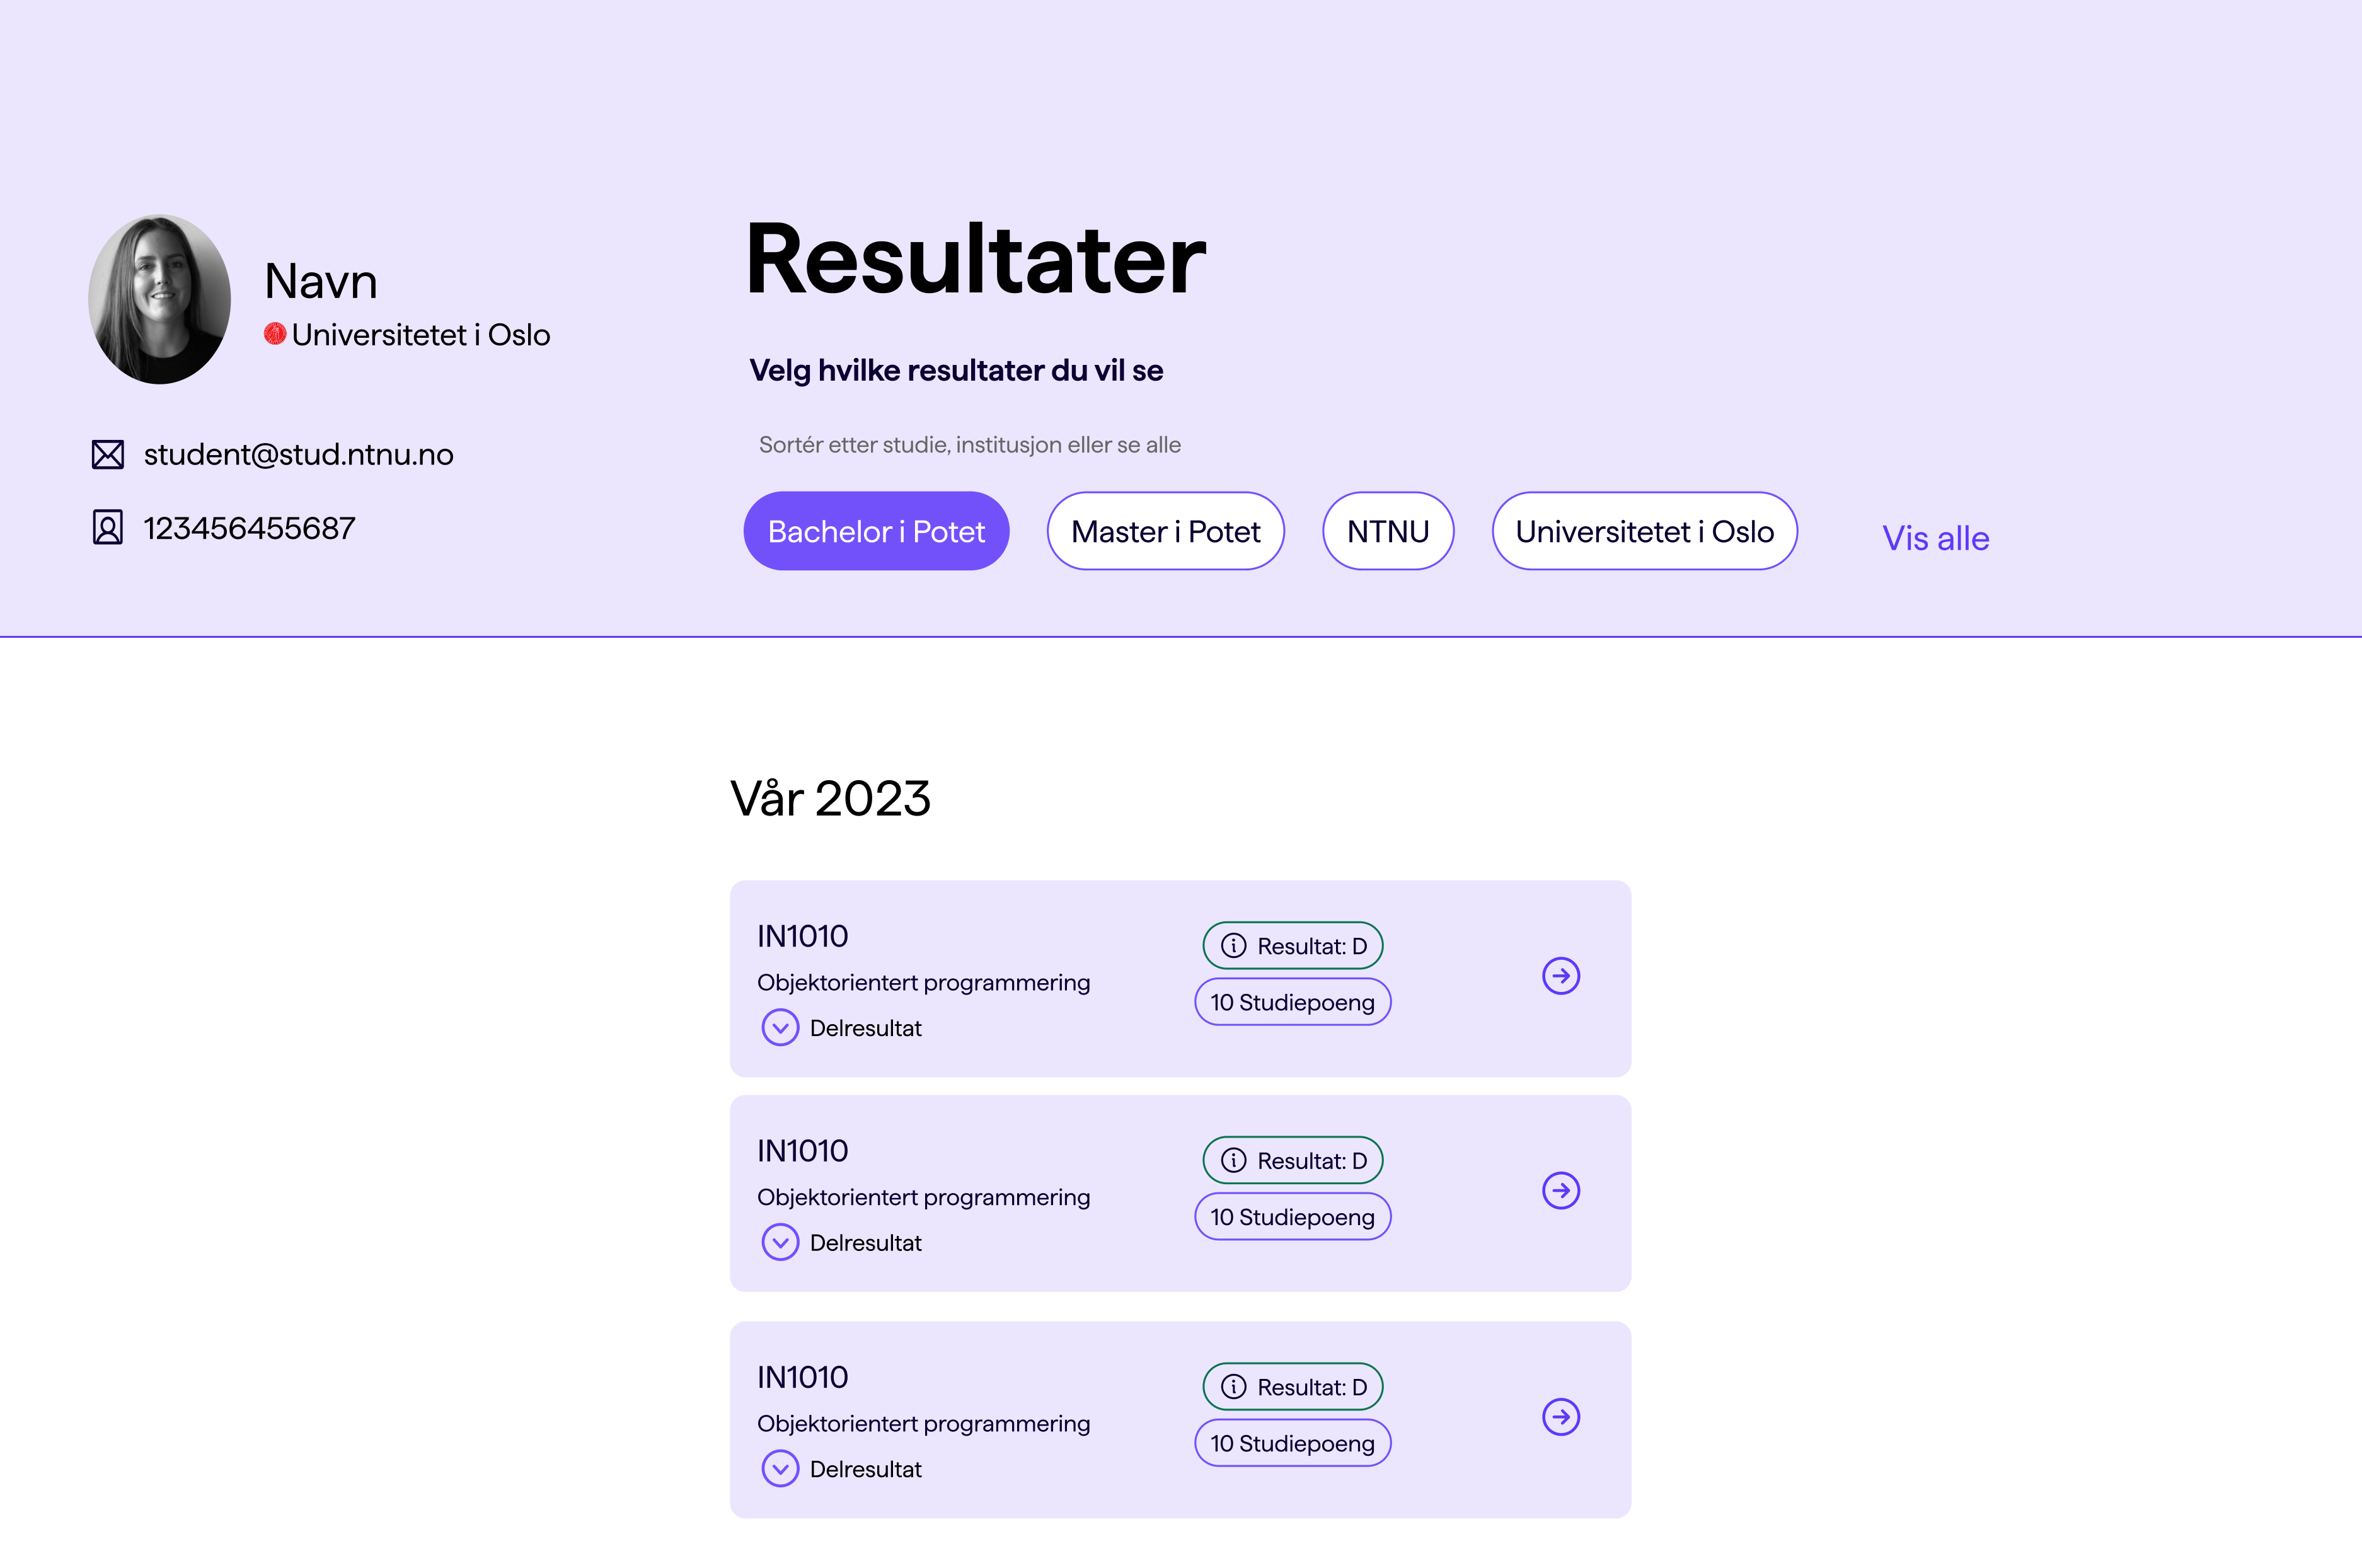 Navn
Universitetet i Oslo
student@stud.ntnu.no
123456455687
Resultater
Velg hvilke resultater du vil se
Sortér etter studie, institusjon eller se alle
Bachelor i Potet
Master i Potet
NTNU
Universitetet i Oslo
Vis alle
Vår 2023
IN1010
Objektorientert programmering
Delresultat
Resultat: D
10 Studiepoeng
IN1010
Objektorientert programmering
Delresultat
Resultat: D
10 Studiepoeng
IN1010
Objektorientert programmering
Delresultat
Resultat: D
10 Studiepoeng